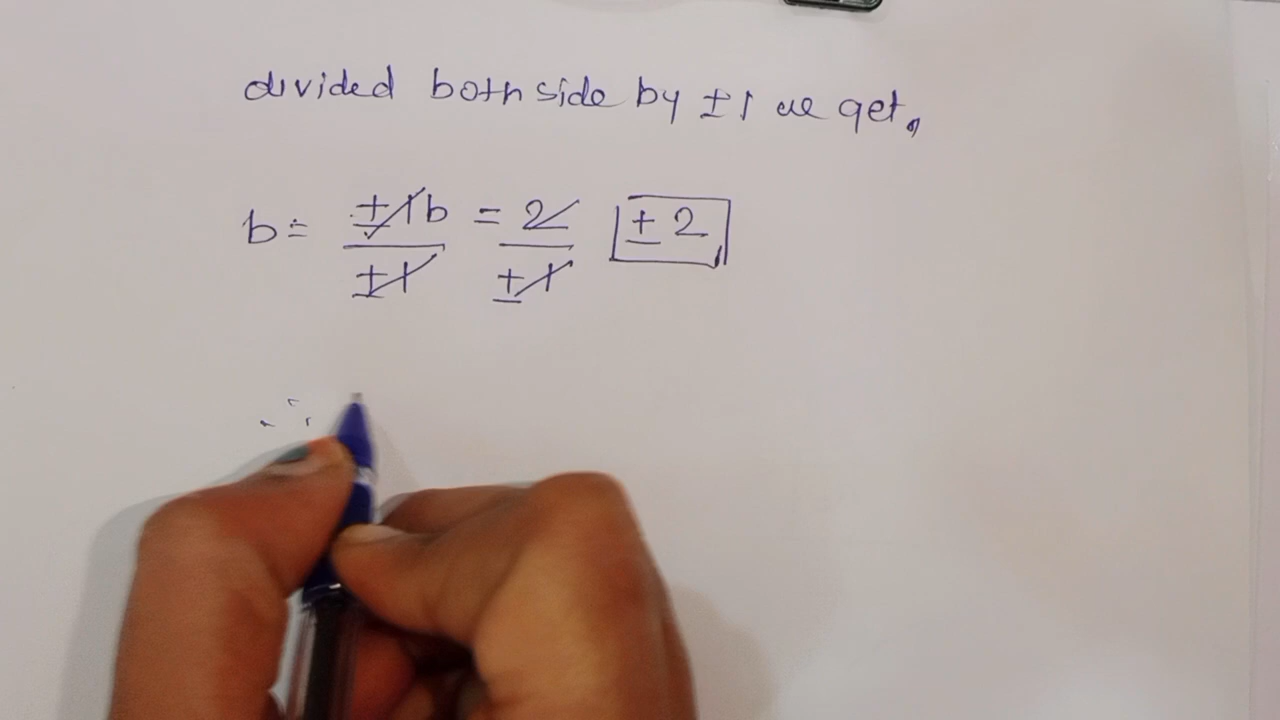 divided both side by ±1 we get,
b = ±1b / ±1 = 2 / ±1 ± 2
∴